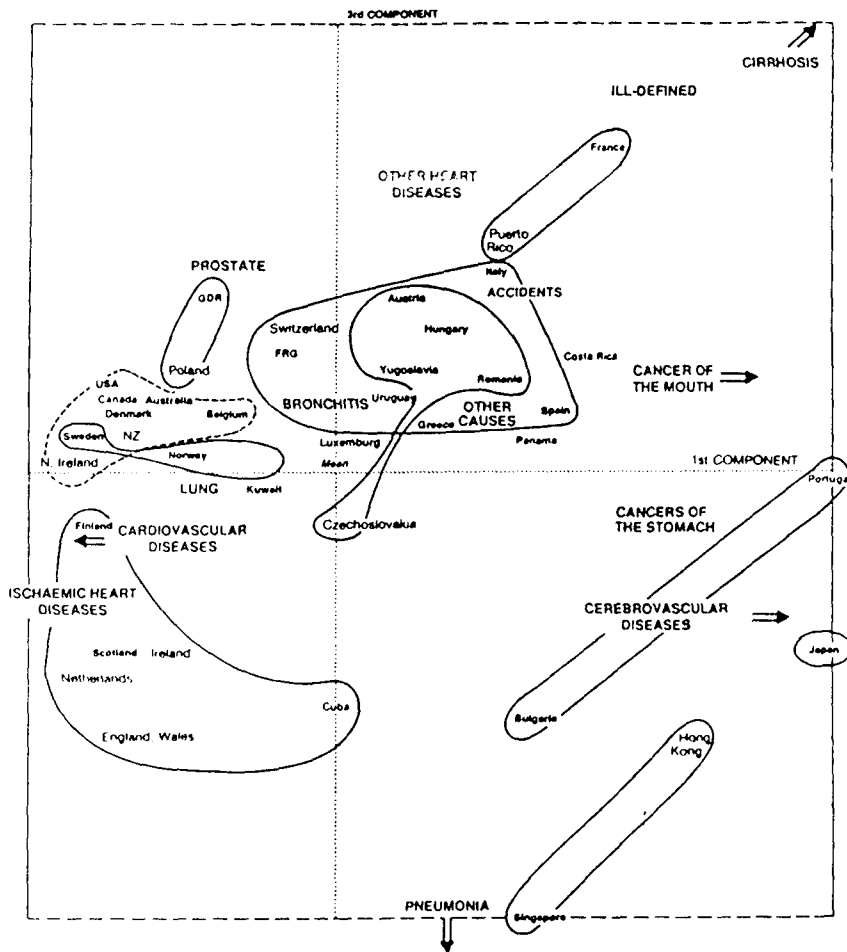 3rd COMPONENT
CIRRHOSIS
ILL-DEFINED
France
OTHER HEART
DISEASES
Puerto
Rico
Italy
PROSTATE
GDR
Austria
ACCIDENTS
Switzerland
Hungary
FRG
Costa Rica
Poland
Yugoslavia
Romania
CANCER OF
THE MOUTH
USA
Canada
Australia
Denmark
Belgium
BRONCHITIS
Uruguay
OTHER
CAUSES
Spain
Greece
Sweden
NZ
Luxemburg
Panama
Norway
N. Ireland
Mean
1st COMPONENT
LUNG
Kuwait
Portugal
Finland
CARDIOVASCULAR
DISEASES
Czechoslovakia
CANCERS OF
THE STOMACH
ISCHAEMIC HEART
DISEASES
CEREBROVASCULAR
DISEASES
Scotland
Ireland
Japan
Netherlands
Cuba
Bulgaria
England, Wales
Hong
Kong
PNEUMONIA
Singapore